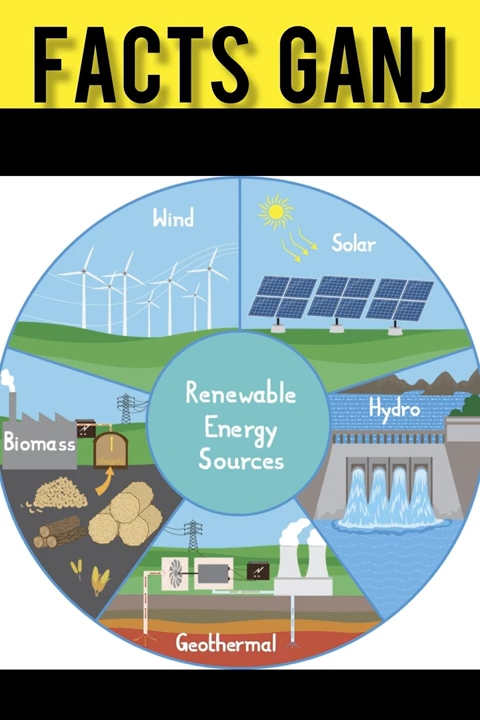 FACTS GANJ
Wind
Solar
Renewable
Energy
Sources
Hydro
Biomass
Geothermal